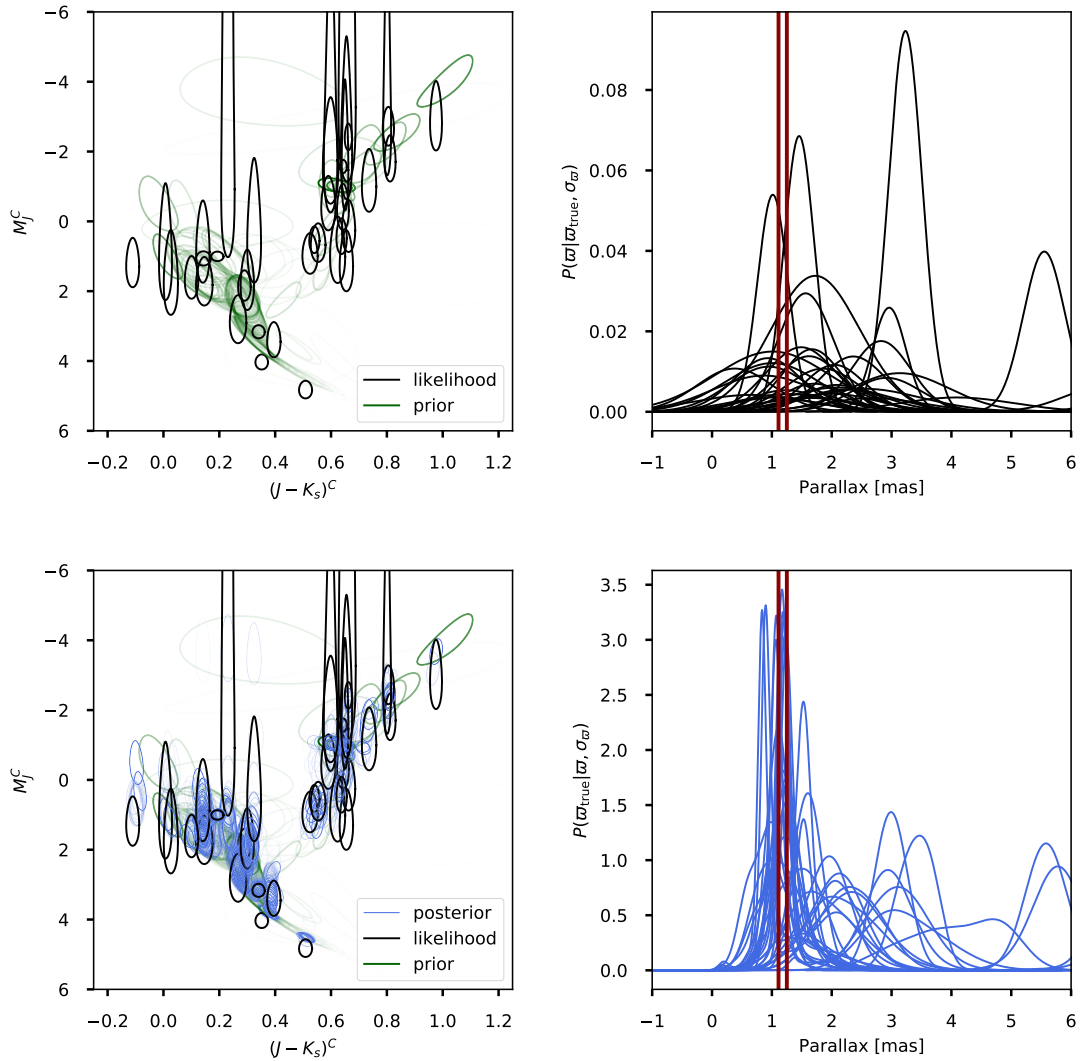 −6
−4
−2
0
2
4
6
M_J^C
−0.2 0.0 0.2 0.4 0.6 0.8 1.0 1.2
(J − K_s)^C
likelihood
prior
0.08
0.06
0.04
0.02
0.00
P(ϖ|ϖ_true, σ_ϖ)
−1 0 1 2 3 4 5 6
Parallax [mas]
−6
−4
−2
0
2
4
6
M_J^C
−0.2 0.0 0.2 0.4 0.6 0.8 1.0 1.2
(J − K_s)^C
posterior
likelihood
prior
3.5
3.0
2.5
2.0
1.5
1.0
0.5
0.0
P(ϖ_true|ϖ, σ_ϖ)
−1 0 1 2 3 4 5 6
Parallax [mas]